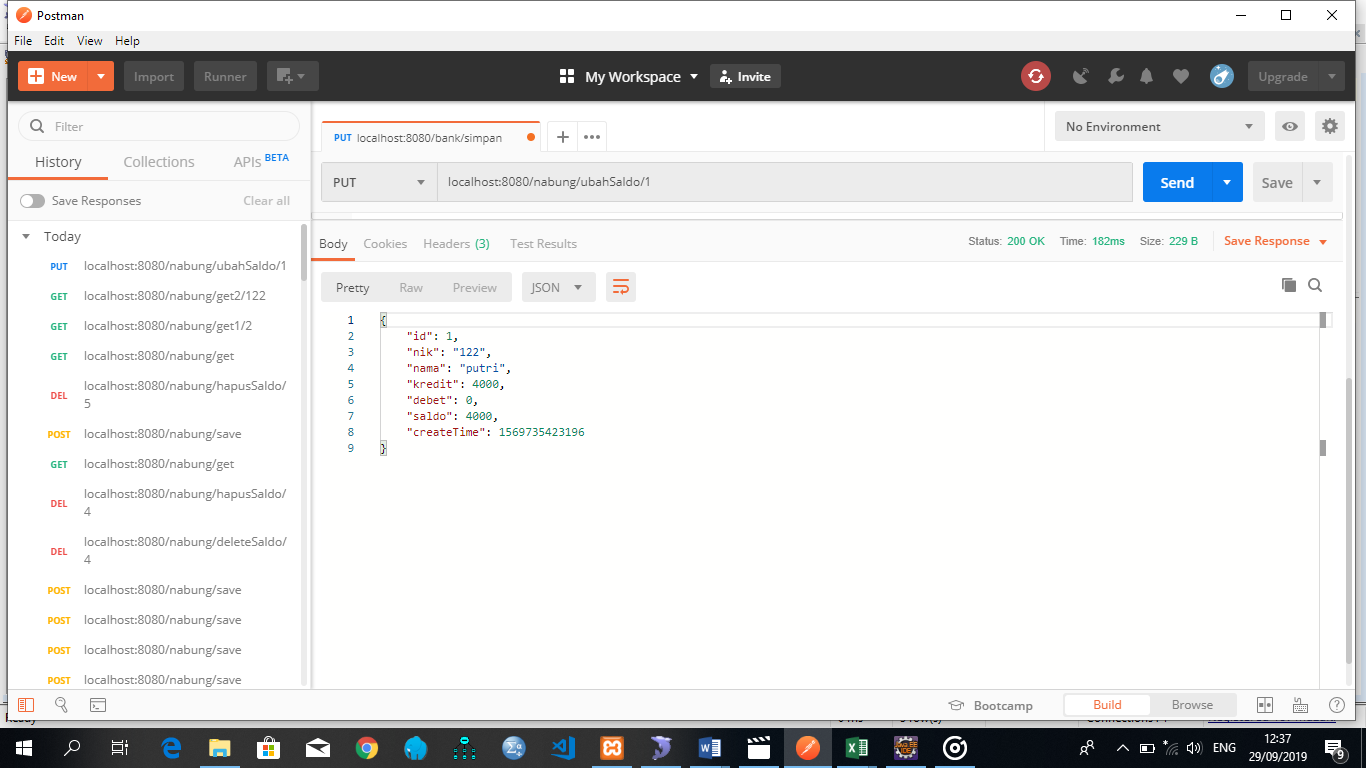 Postman
File Edit View Help
New Import Runner My Workspace Invite Upgrade
Filter
History Collections APIs BETA
Save Responses Clear all
Today
PUT localhost:8080/nabung/ubahSaldo/1
GET localhost:8080/nabung/get2/122
GET localhost:8080/nabung/get1/2
GET localhost:8080/nabung/get
DEL localhost:8080/nabung/hapusSaldo/
5
POST localhost:8080/nabung/save
GET localhost:8080/nabung/get
DEL localhost:8080/nabung/hapusSaldo/
4
DEL localhost:8080/nabung/deleteSaldo/
4
POST localhost:8080/nabung/save
POST localhost:8080/nabung/save
POST localhost:8080/nabung/save
POST localhost:8080/nabung/save
PUT localhost:8080/bank/simpan
No Environment
PUT localhost:8080/nabung/ubahSaldo/1 Send Save
Body Cookies Headers (3) Test Results Status: 200 OK Time: 182ms Size: 229 B Save Response
Pretty Raw Preview JSON
1 {
2 "id": 1,
3 "nik": "122",
4 "nama": "putri",
5 "kredit": 4000,
6 "debet": 0,
7 "saldo": 4000,
8 "createTime": 1569735423196
9 }
Bootcamp Build Browse
ENG
12:37
29/09/2019
9